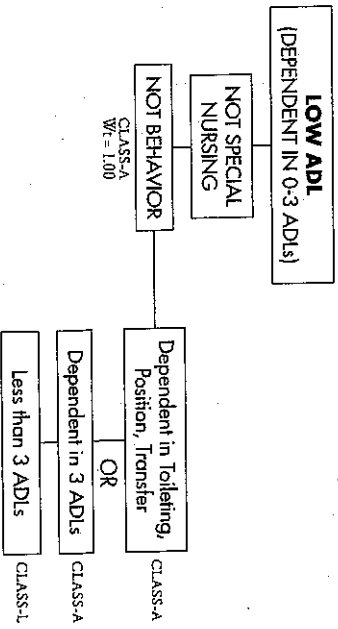 LOW ADL
(DEPENDENT IN 0-3 ADLs)
NOT SPECIAL
NURSING
NOT BEHAVIOR
CLASS-A
Wt = 1.00
Dependent in Toileting,
Position, Transfer
CLASS-A
OR
Dependent in 3 ADLs
CLASS-A
Less than 3 ADLs
CLASS-L